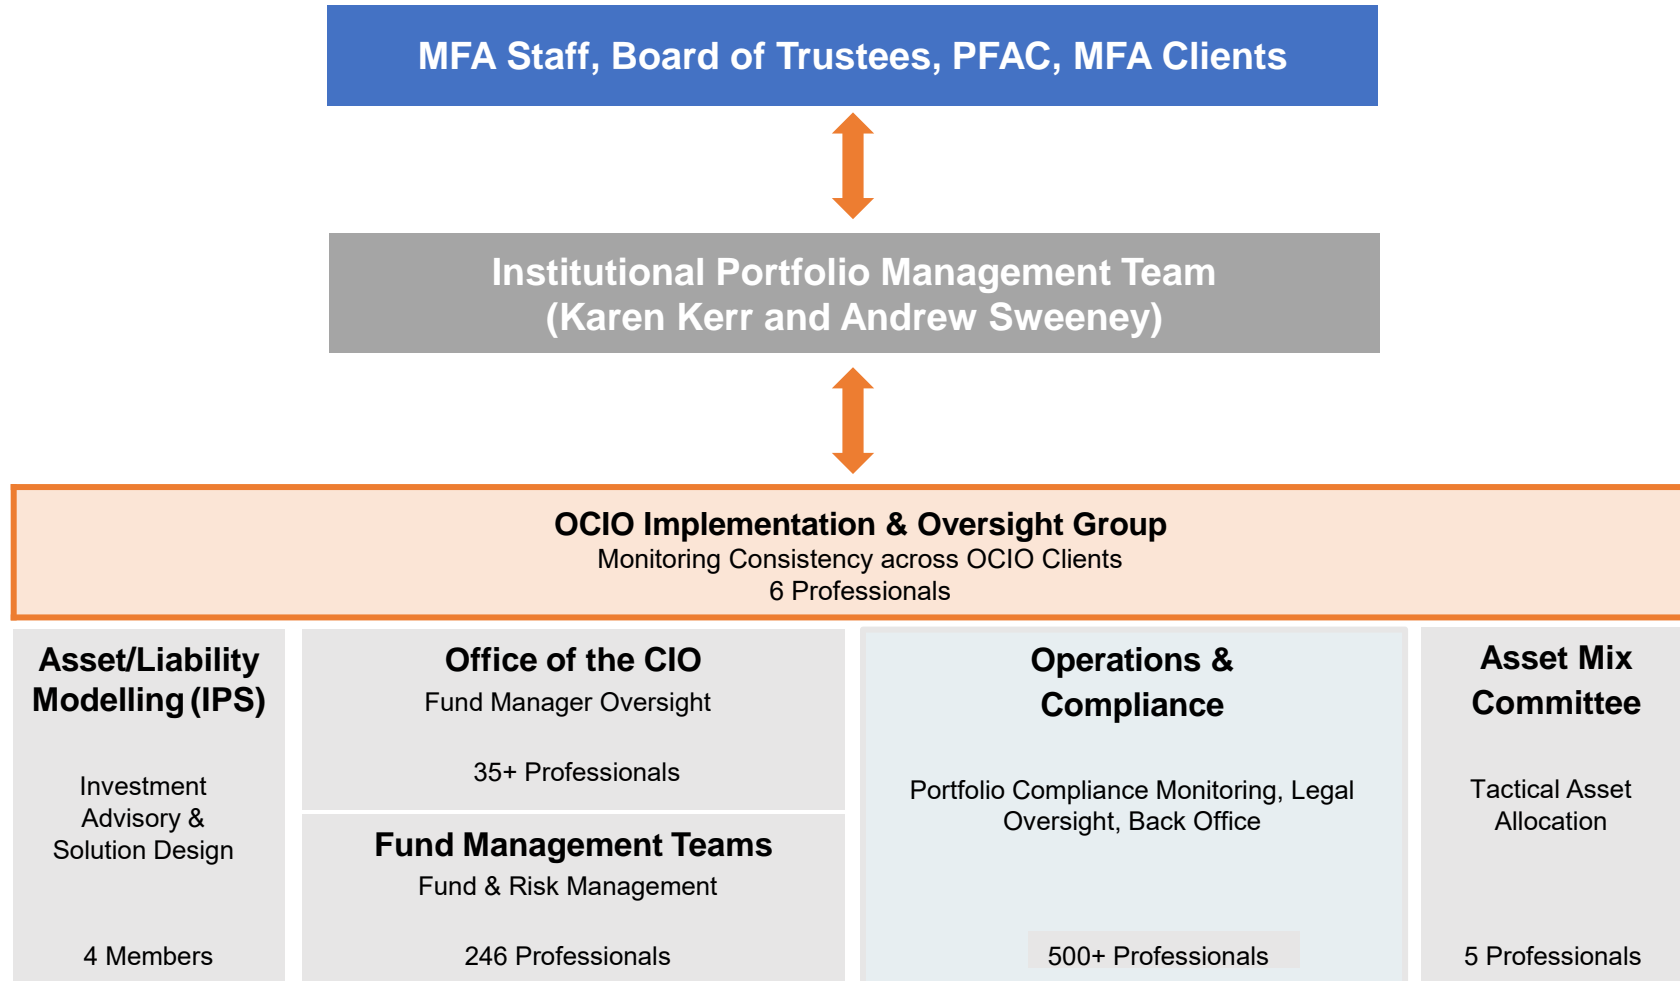 MFA Staff, Board of Trustees, PFAC, MFA Clients
Institutional Portfolio Management Team
(Karen Kerr and Andrew Sweeney)
OCIO Implementation & Oversight Group
Monitoring Consistency across OCIO Clients
6 Professionals
Asset/Liability
Modelling (IPS)
Investment
Advisory &
Solution Design
4 Members
Office of the CIO
Fund Manager Oversight
35+ Professionals
Fund Management Teams
Fund & Risk Management
246 Professionals
Operations &
Compliance
Portfolio Compliance Monitoring, Legal
Oversight, Back Office
500+ Professionals
Asset Mix
Committee
Tactical Asset
Allocation
5 Professionals